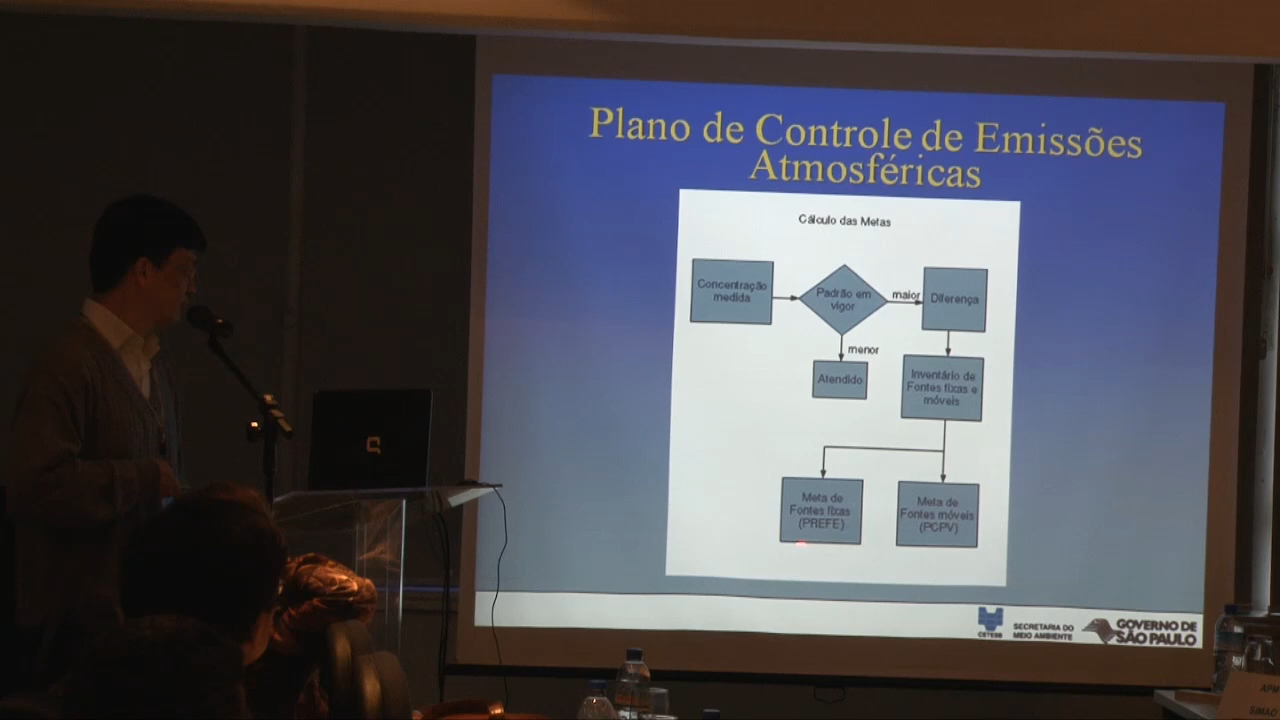 Plano de Controle de Emissões
Atmosféricas
Cálculo das Metas
Concentração
medida
Padrão em
vigor
maior
Diferença
menor
Atendido
Inventário de
Fontes fixas e
móveis
Meta de
Fontes fixas
(PREFE)
Meta de
Fontes móveis
(PCPV)
CETESB
SECRETARIA DO
MEIO AMBIENTE
GOVERNO DE
SÃO PAULO